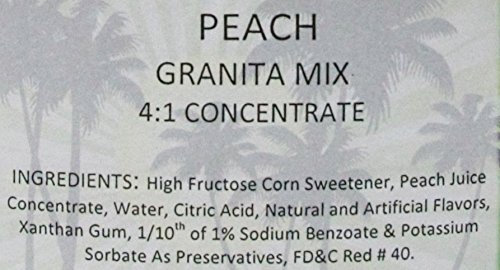 PEACH
GRANITA MIX
4:1 CONCENTRATE
INGREDIENTS: High Fructose Corn Sweetener, Peach Juice
Concentrate, Water, Citric Acid, Natural and Artificial Flavors,
Xanthan Gum, 1/10th of 1% Sodium Benzoate & Potassium
Sorbate As Preservatives, FD&C Red # 40.